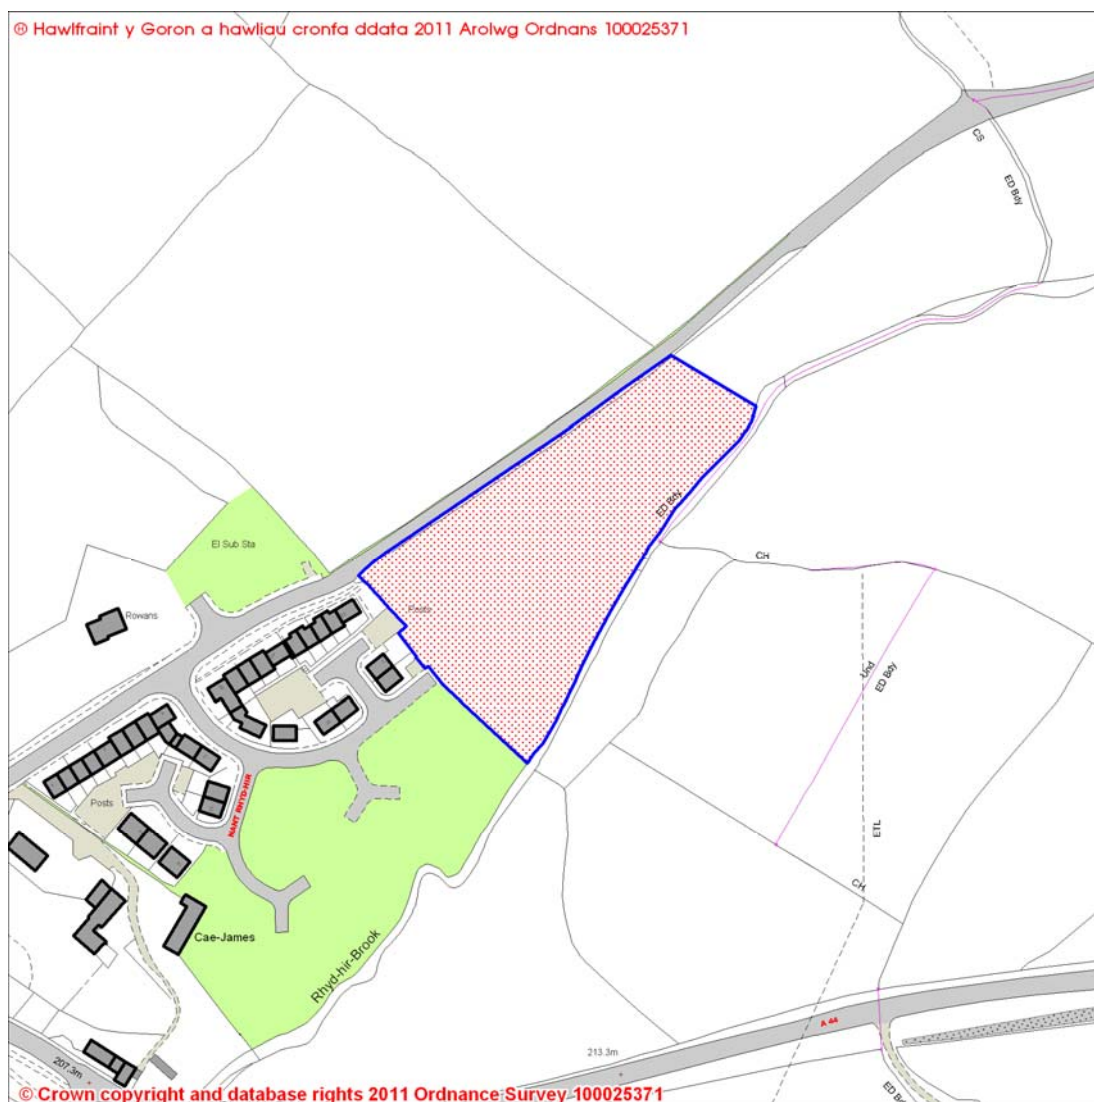 ® Hawlfraint y Goron a hawliau cronfa ddata 2011 Arolwg Ordnans 100025371
CS
ED Bdy
ED Bdy
CH
El Sub Sta
Rowans
Posts
Und
ED Bdy
NANT RHYD-HIR
Posts
ETL
CH
Cae-James
Rhyd-hir-Brook
A 44
213.3m
207.3m
ED Bdy
© Crown copyright and database rights 2011 Ordnance Survey 100025371